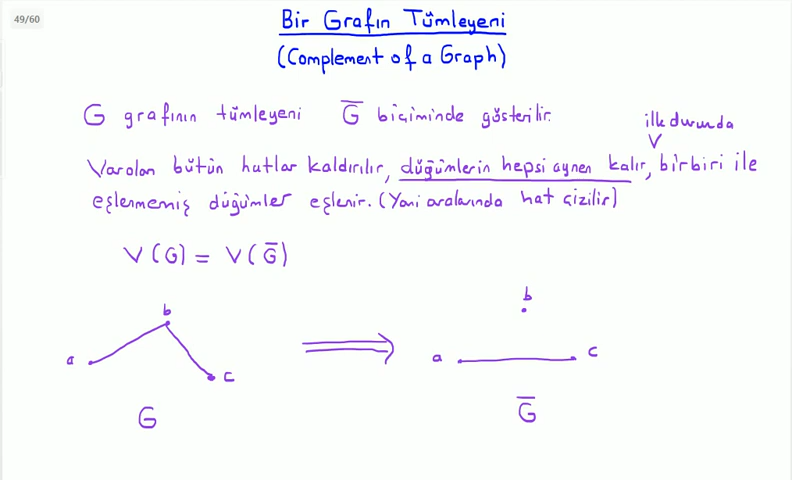 49/60
Bir Grafın Tümleyeni
(Complement of a Graph)
G grafının tümleyeni G̅ biçiminde gösterilir.
ilk durumda
Varolan bütün hatlar kaldırılır, düğümlerin hepsi aynen kalır, birbiri ile
eşlenmemiş düğümler eşlenir. (Yani aralarında hat çizilir)
V(G) = V(G̅)
b
a
c
G
b
a
c
G̅